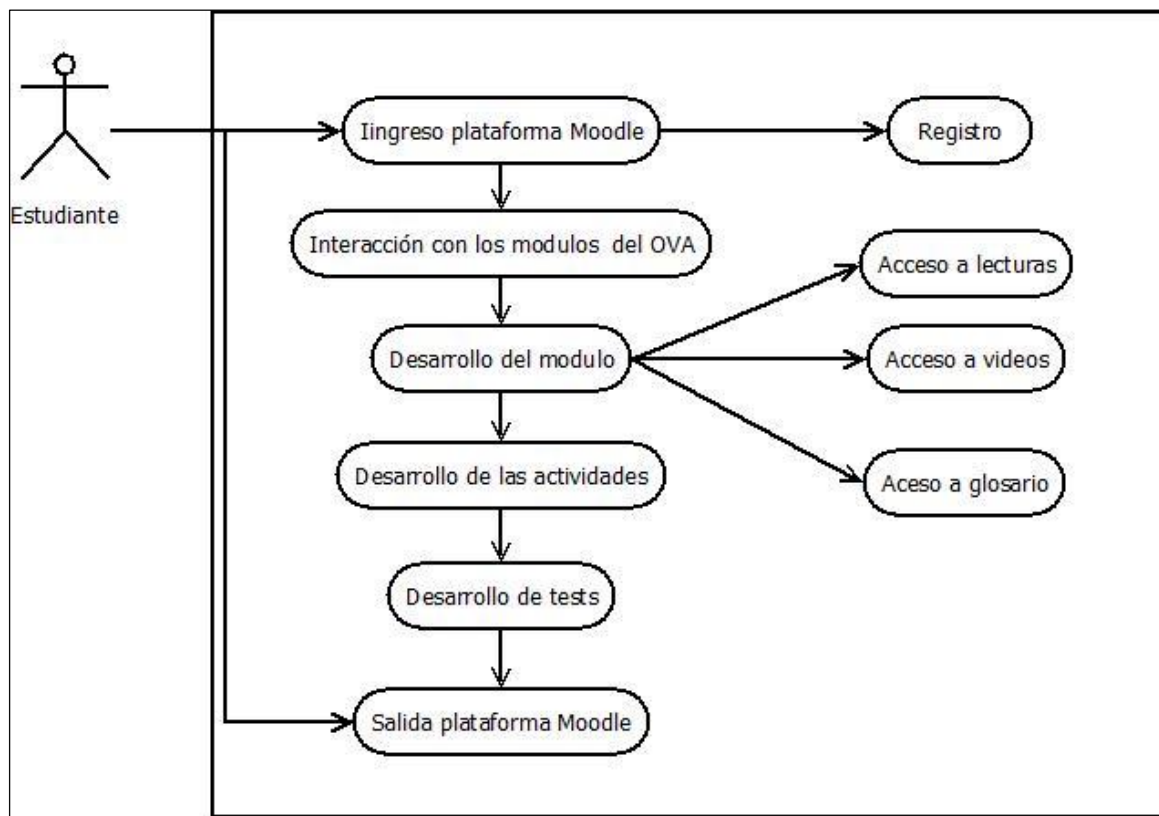 Estudiante
Iingreso plataforma Moodle
Registro
Interacción con los modulos del OVA
Acceso a lecturas
Desarrollo del modulo
Acceso a videos
Desarrollo de las actividades
Aceso a glosario
Desarrollo de tests
Salida plataforma Moodle